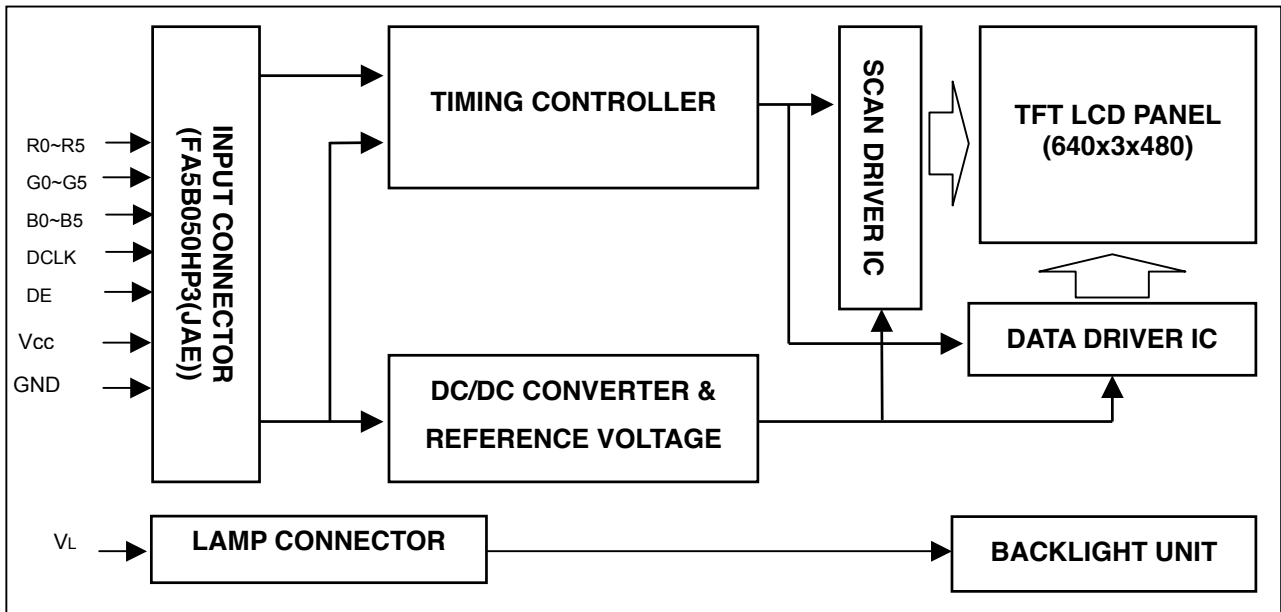 R0~R5
G0~G5
B0~B5
DCLK
DE
Vcc
GND
INPUT CONNECTOR
(FA5B050HP3(JAE))
TIMING CONTROLLER
SCAN DRIVER IC
TFT LCD PANEL
(640x3x480)
DATA DRIVER IC
DC/DC CONVERTER &
REFERENCE VOLTAGE
VL
LAMP CONNECTOR
BACKLIGHT UNIT